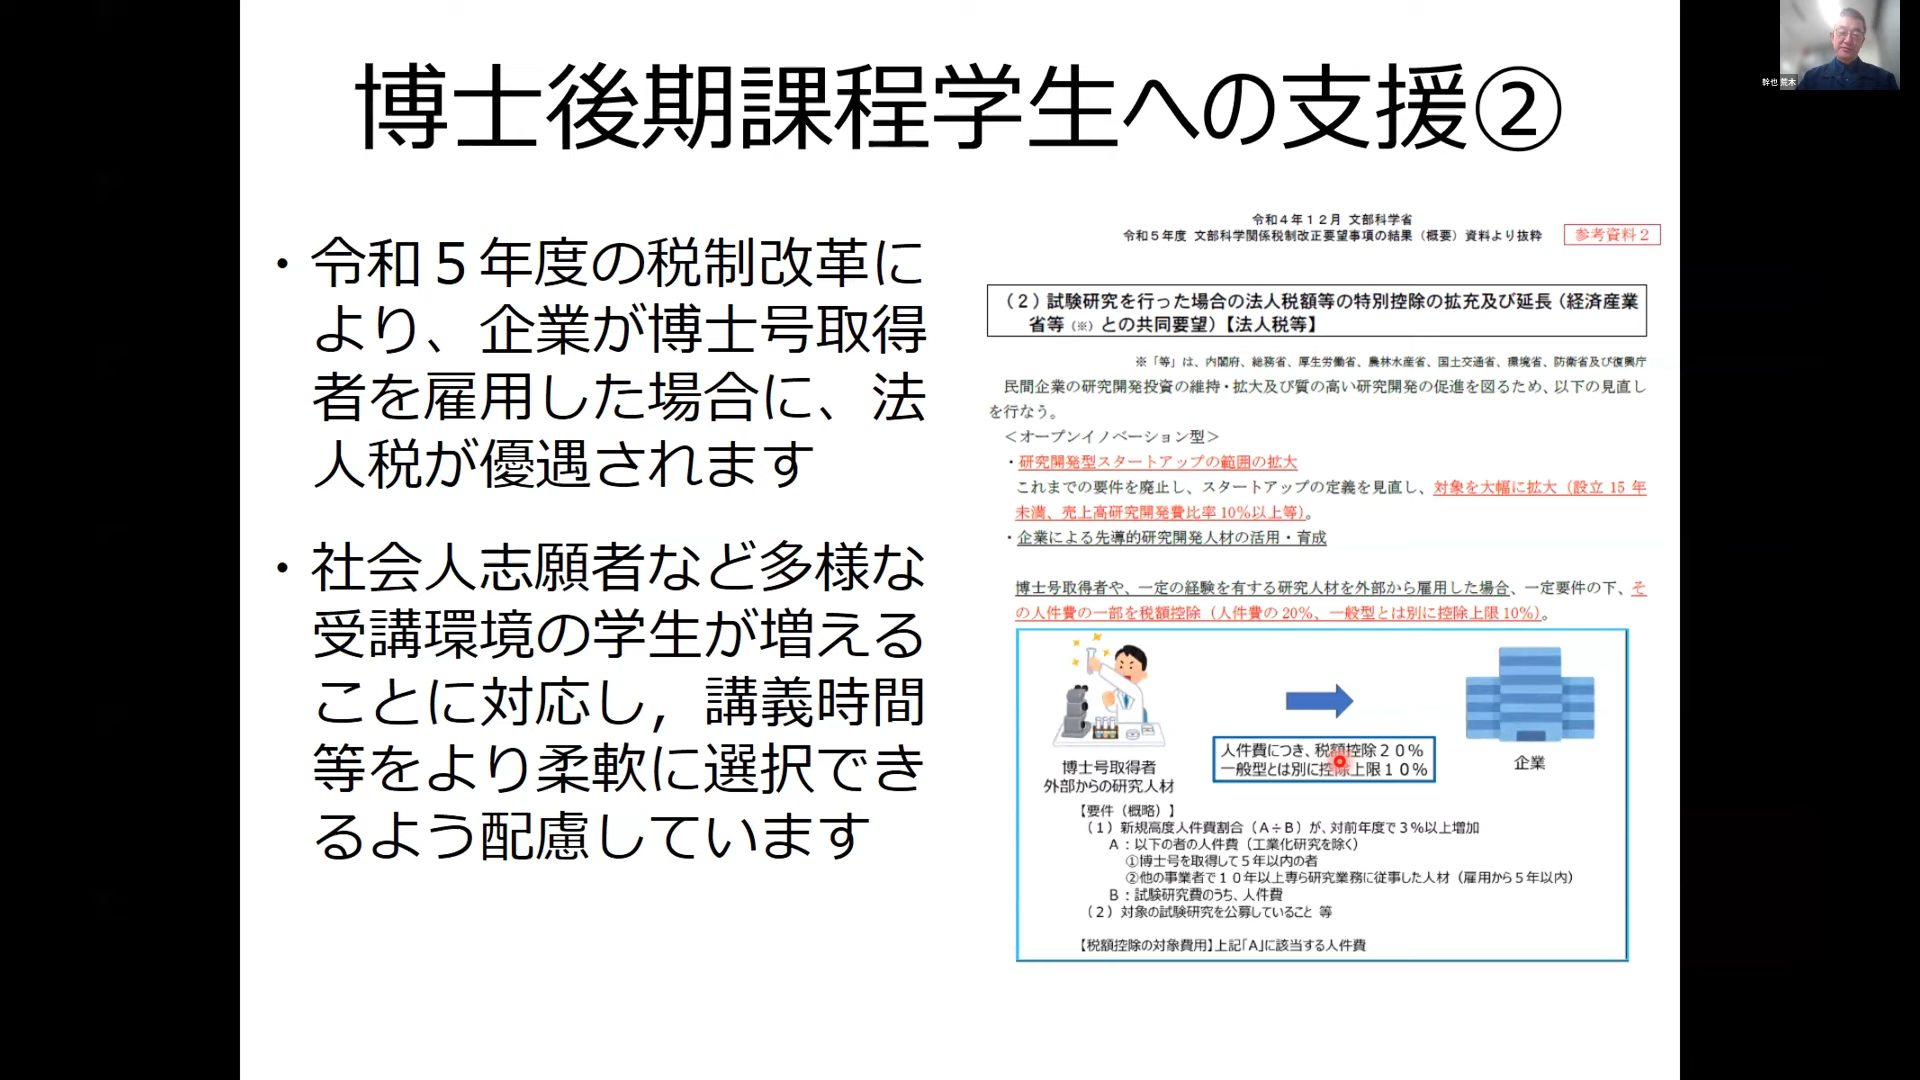 博士後期課程学生への支援②
・令和５年度の税制改革に
より、企業が博士号取得
者を雇用した場合に、法
人税が優遇されます
・社会人志願者など多様な
受講環境の学生が増える
ことに対応し，講義時間
等をより柔軟に選択でき
るよう配慮しています
令和４年１２月 文部科学省
令和５年度 文部科学関係税制改正要望事項の結果（概要）資料より抜粋
参考資料２
（２）試験研究を行った場合の法人税額等の特別控除の拡充及び延長（経済産業
省等（※）との共同要望）【法人税等】
※「等」は、内閣府、総務省、厚生労働省、農林水産省、国土交通省、環境省、防衛省及び復興庁
民間企業の研究開発投資の維持・拡大及び質の高い研究開発の促進を図るため、以下の見直し
を行なう。
＜オープンイノベーション型＞
・研究開発型スタートアップの範囲の拡大
これまでの要件を廃止し、スタートアップの定義を見直し、対象を大幅に拡大（設立 15 年
未満、売上高研究開発費比率 10％以上等）。
・企業による先導的研究開発人材の活用・育成
博士号取得者や、一定の経験を有する研究人材を外部から雇用した場合、一定要件の下、そ
の人件費の一部を税額控除（人件費の 20％、一般型とは別に控除上限 10％）。
人件費につき、税額控除２０％
一般型とは別に控除上限１０％
博士号取得者
外部からの研究人材
企業
【要件（概略）】
（１）新規高度人件費割合（Ａ÷Ｂ）が、対前年度で３％以上増加
Ａ：以下の者の人件費（工業化研究を除く）
①博士号を取得して５年以内の者
②他の事業者で１０年以上専ら研究業務に従事した人材（雇用から５年以内）
Ｂ：試験研究費のうち、人件費
（２）対象の試験研究を公募していること 等
【税額控除の対象費用】上記「A」に該当する人件費
幹也 荒木